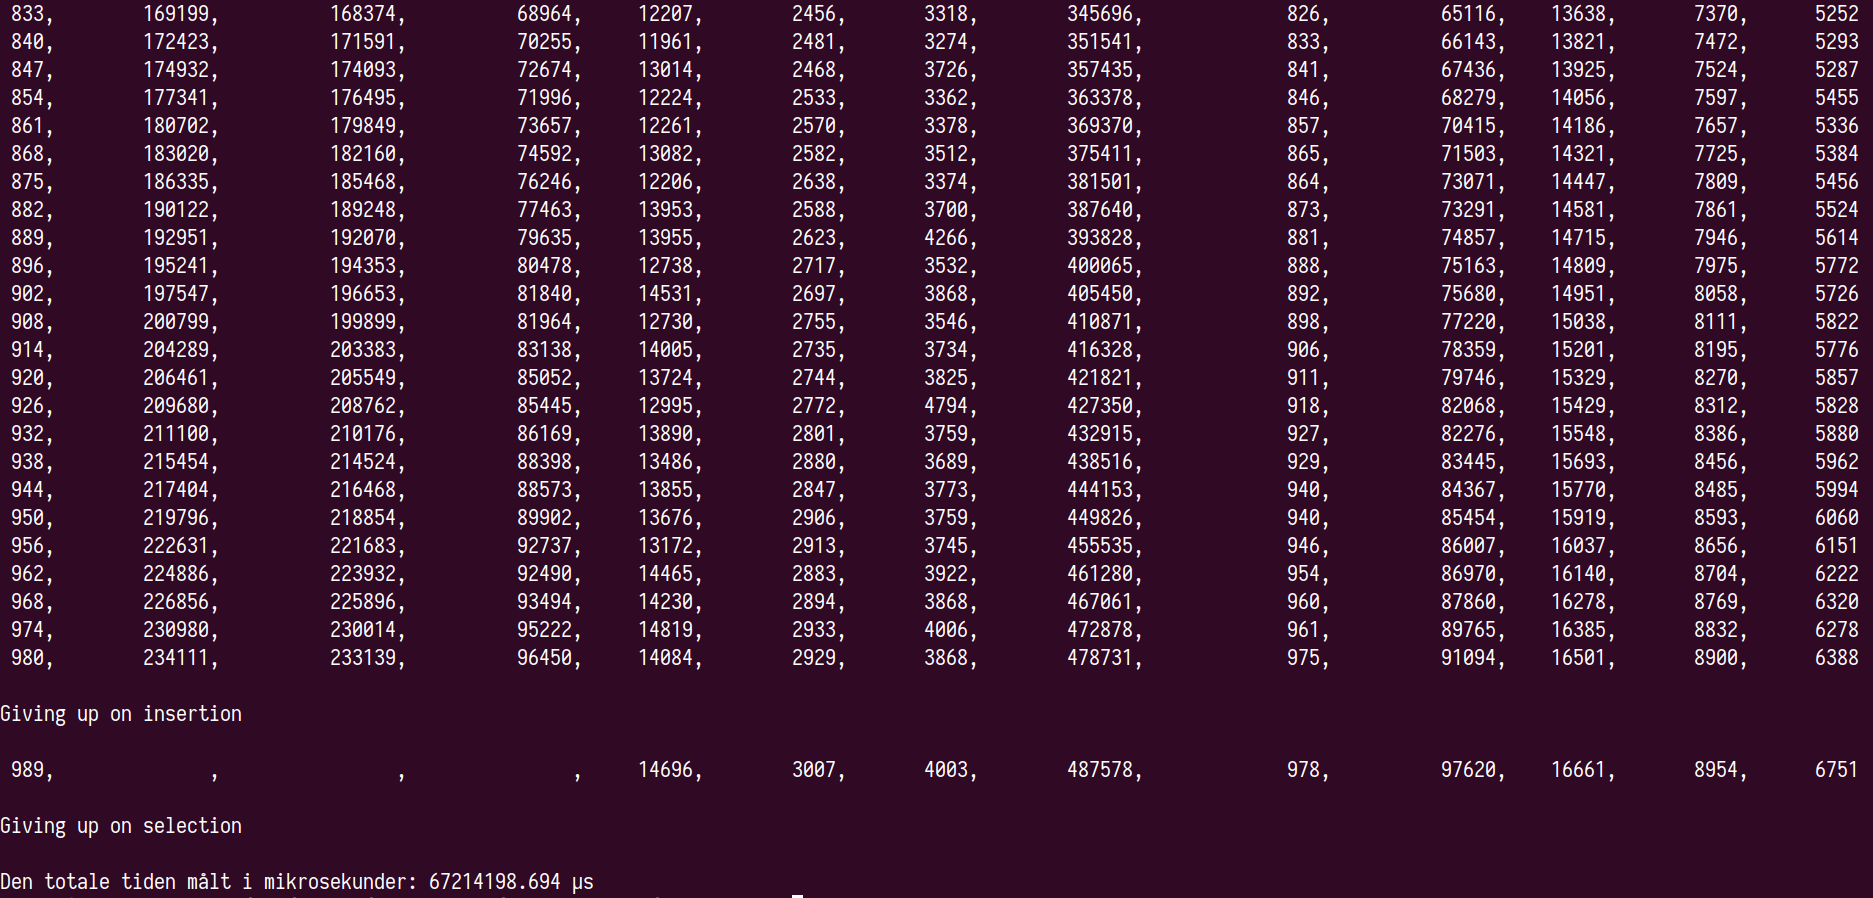 833, 169199, 168374, 68964, 12207, 2456, 3318, 345696, 826, 65116, 13638, 7370, 5252
840, 172423, 171591, 70255, 11961, 2481, 3274, 351541, 833, 66143, 13821, 7472, 5293
847, 174932, 174093, 72674, 13014, 2468, 3726, 357435, 841, 67436, 13925, 7524, 5287
854, 177341, 176495, 71996, 12224, 2533, 3362, 363378, 846, 68279, 14056, 7597, 5455
861, 180702, 179849, 73657, 12261, 2570, 3378, 369370, 857, 70415, 14186, 7657, 5336
868, 183020, 182160, 74592, 13082, 2582, 3512, 375411, 865, 71503, 14321, 7725, 5384
875, 186335, 185468, 76246, 12206, 2638, 3374, 381501, 864, 73071, 14447, 7809, 5456
882, 190122, 189248, 77463, 13953, 2588, 3700, 387640, 873, 73291, 14581, 7861, 5524
889, 192951, 192070, 79635, 13955, 2623, 4266, 393828, 881, 74857, 14715, 7946, 5614
896, 195241, 194353, 80478, 12738, 2717, 3532, 400065, 888, 75163, 14809, 7975, 5772
902, 197547, 196653, 81840, 14531, 2697, 3868, 405450, 892, 75680, 14951, 8058, 5726
908, 200799, 199899, 81964, 12730, 2755, 3546, 410871, 898, 77220, 15038, 8111, 5822
914, 204289, 203383, 83138, 14005, 2735, 3734, 416328, 906, 78359, 15201, 8195, 5776
920, 206461, 205549, 85052, 13724, 2744, 3825, 421821, 911, 79746, 15329, 8270, 5857
926, 209680, 208762, 85445, 12995, 2772, 4794, 427350, 918, 82068, 15429, 8312, 5828
932, 211100, 210176, 86169, 13890, 2801, 3759, 432915, 927, 82276, 15548, 8386, 5880
938, 215454, 214524, 88398, 13486, 2880, 3689, 438516, 929, 83445, 15693, 8456, 5962
944, 217404, 216468, 88573, 13855, 2847, 3773, 444153, 940, 84367, 15770, 8485, 5994
950, 219796, 218854, 89902, 13676, 2906, 3759, 449826, 940, 85454, 15919, 8593, 6060
956, 222631, 221683, 92737, 13172, 2913, 3745, 455535, 946, 86007, 16037, 8656, 6151
962, 224886, 223932, 92490, 14465, 2883, 3922, 461280, 954, 86970, 16140, 8704, 6222
968, 226856, 225896, 93494, 14230, 2894, 3868, 467061, 960, 87860, 16278, 8769, 6320
974, 230980, 230014, 95222, 14819, 2933, 4006, 472878, 961, 89765, 16385, 8832, 6278
980, 234111, 233139, 96450, 14084, 2929, 3868, 478731, 975, 91094, 16501, 8900, 6388
Giving up on insertion
989, , , , 14696, 3007, 4003, 487578, 978, 97620, 16661, 8954, 6751
Giving up on selection
Den totale tiden målt i mikrosekunder: 67214198.694 µs